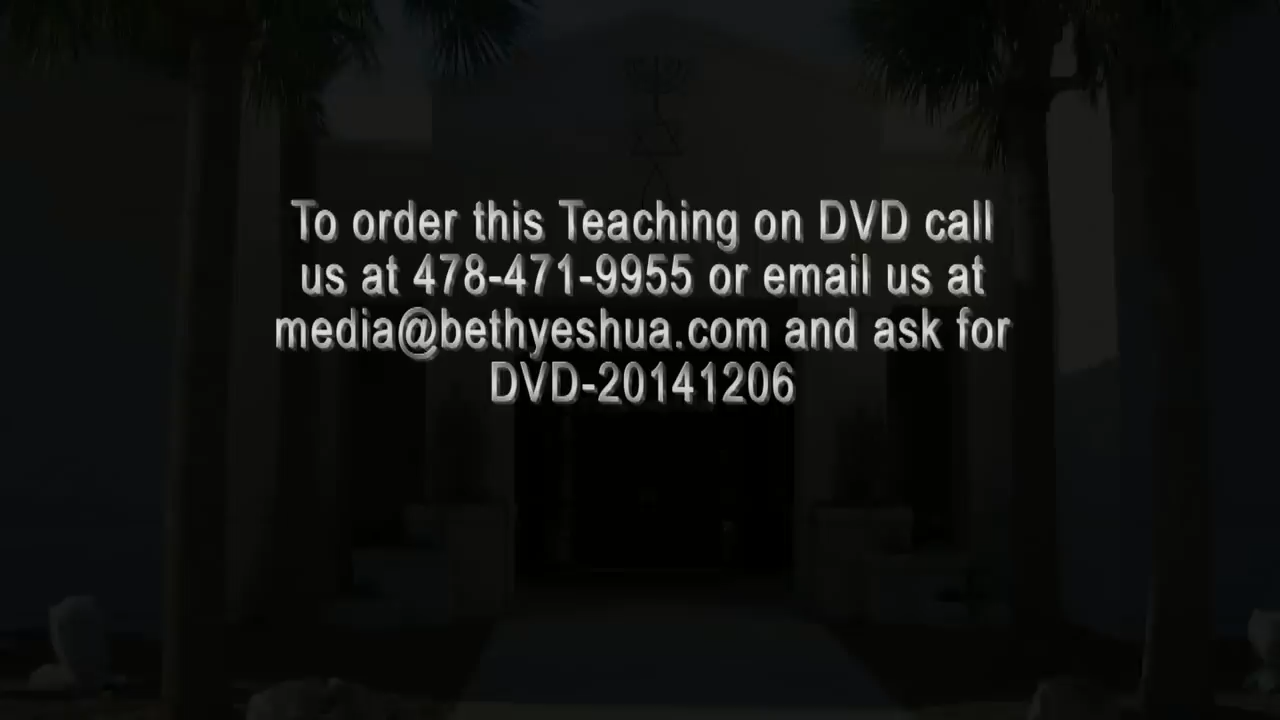 To order this Teaching on DVD call
us at 478-471-9955 or email us at
media@bethyeshua.com and ask for
DVD-20141206